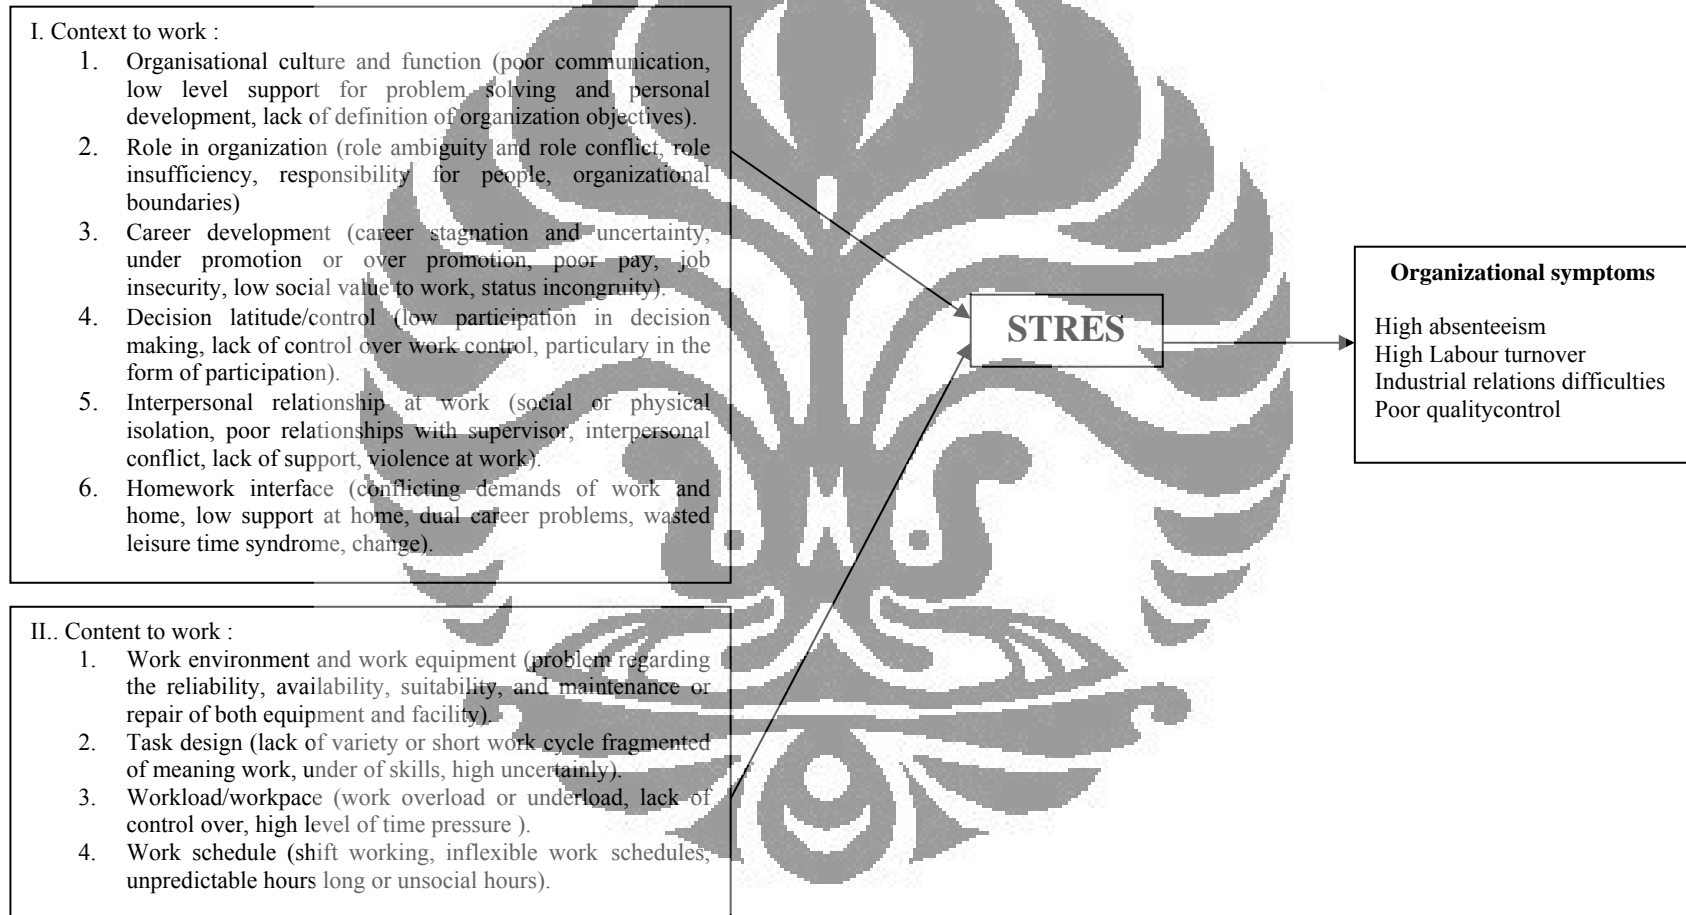 I. Context to work :
1. Organisational culture and function (poor communication,
low level support for problem solving and personal
development, lack of definition of organization objectives).
2. Role in organization (role ambiguity and role conflict, role
insufficiency, responsibility for people, organizational
boundaries)
3. Career development (career stagnation and uncertainty,
under promotion or over promotion, poor pay, job
insecurity, low social value to work, status incongruity).
4. Decision latitude/control (low participation in decision
making, lack of control over work control, particulary in the
form of participation).
5. Interpersonal relationship at work (social or physical
isolation, poor relationships with supervisor, interpersonal
conflict, lack of support, violence at work).
6. Homework interface (conflicting demands of work and
home, low support at home, dual career problems, wasted
leisure time syndrome, change).
II.. Content to work :
1. Work environment and work equipment (problem regarding
the reliability, availability, suitability, and maintenance or
repair of both equipment and facility).
2. Task design (lack of variety or short work cycle fragmented
of meaning work, under of skills, high uncertainly).
3. Workload/workpace (work overload or underload, lack of
control over, high level of time pressure ).
4. Work schedule (shift working, inflexible work schedules,
unpredictable hours long or unsocial hours).
STRES
Organizational symptoms
High absenteeism
High Labour turnover
Industrial relations difficulties
Poor qualitycontrol